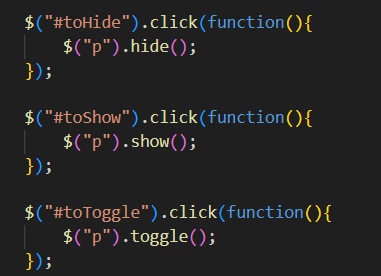 $("#toHide").click(function(){
    $("p").hide();
});

$("#toShow").click(function(){
    $("p").show();
});

$("#toToggle").click(function(){
    $("p").toggle();
});